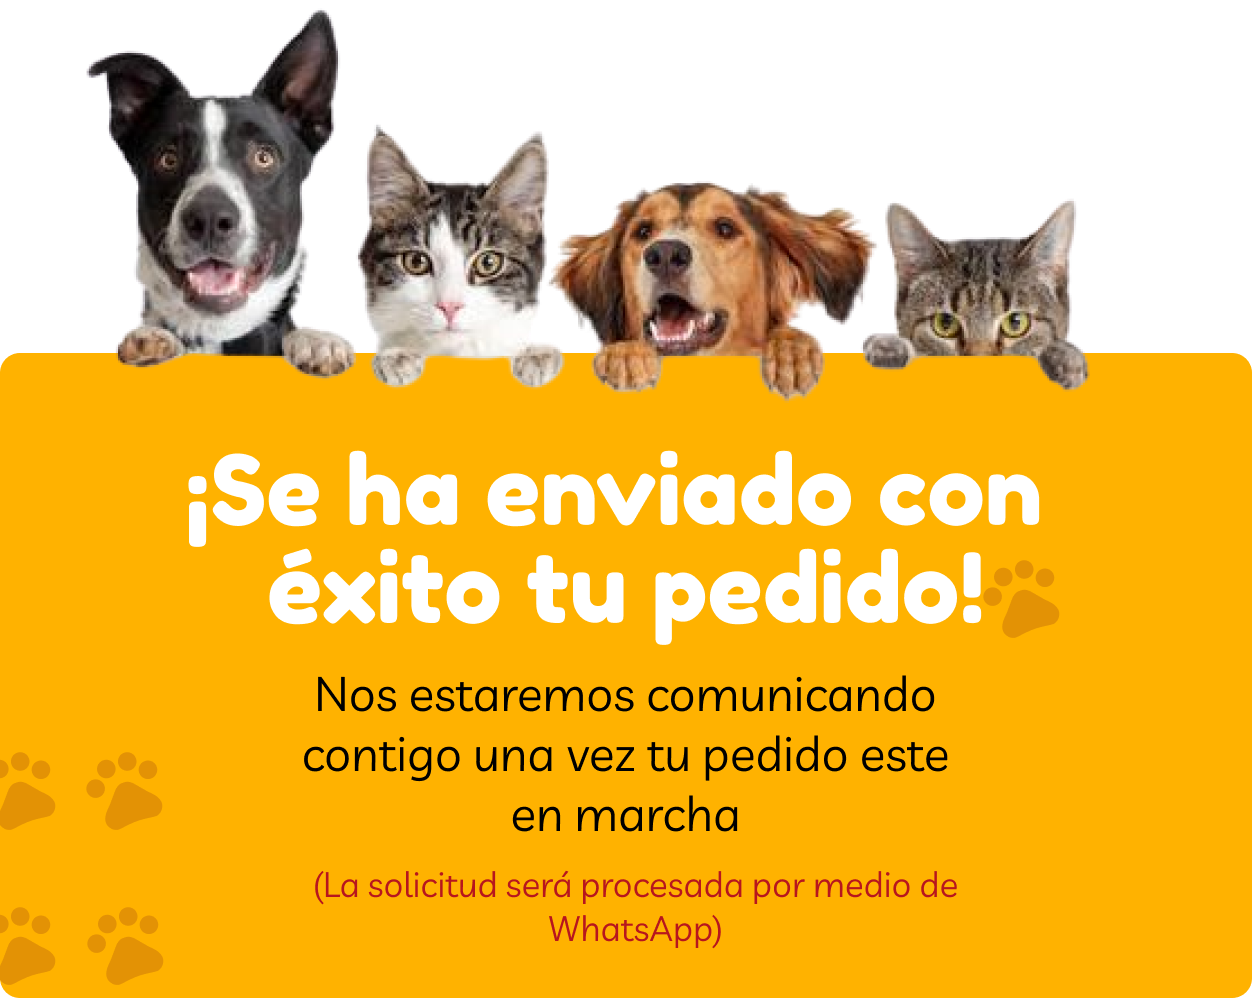 ¡Se ha enviado con
éxito tu pedido!
Nos estaremos comunicando
contigo una vez tu pedido este
en marcha
(La solicitud será procesada por medio de
WhatsApp)